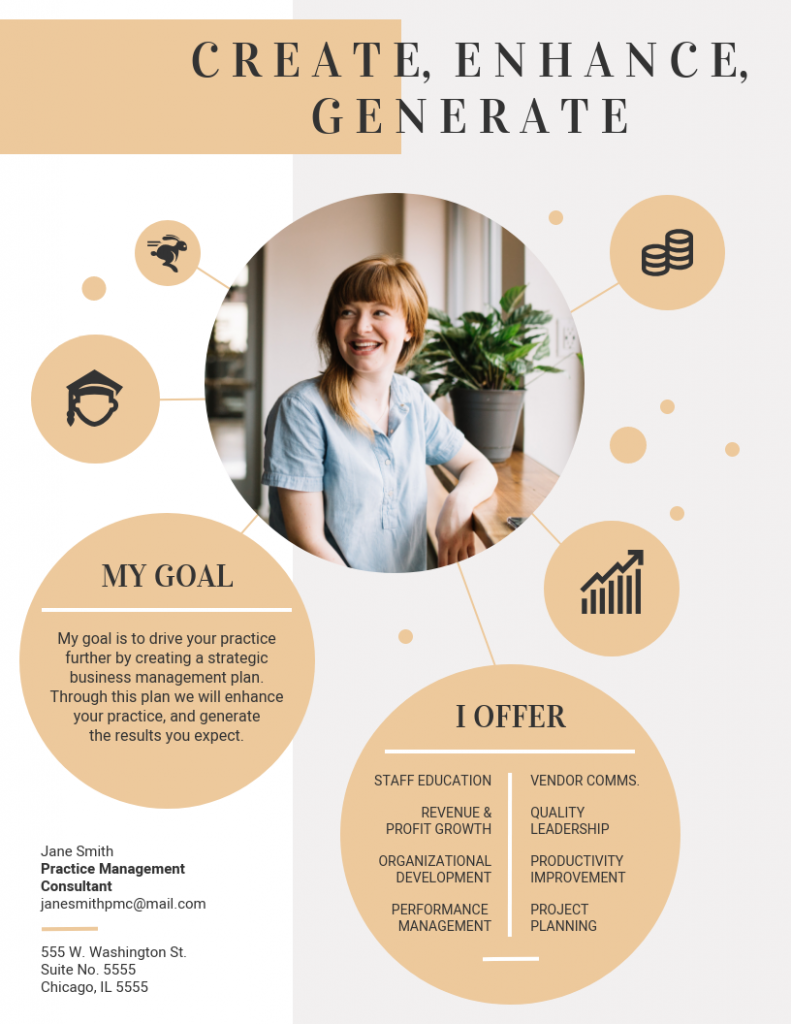 CREATE, ENHANCE,
GENERATE
MY GOAL
My goal is to drive your practice
further by creating a strategic
business management plan.
Through this plan we will enhance
your practice, and generate
the results you expect.
I OFFER
STAFF EDUCATION
REVENUE &
PROFIT GROWTH
ORGANIZATIONAL
DEVELOPMENT
PERFORMANCE
MANAGEMENT
VENDOR COMMS.
QUALITY
LEADERSHIP
PRODUCTIVITY
IMPROVEMENT
PROJECT
PLANNING
Jane Smith
Practice Management
Consultant
janesmithpmc@mail.com
555 W. Washington St.
Suite No. 5555
Chicago, IL 5555